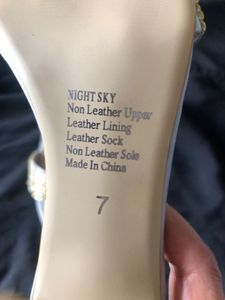 NIGHT SKY
Non Leather Upper
Leather Lining
Leather Sock
Non Leather Sole
Made In China
7